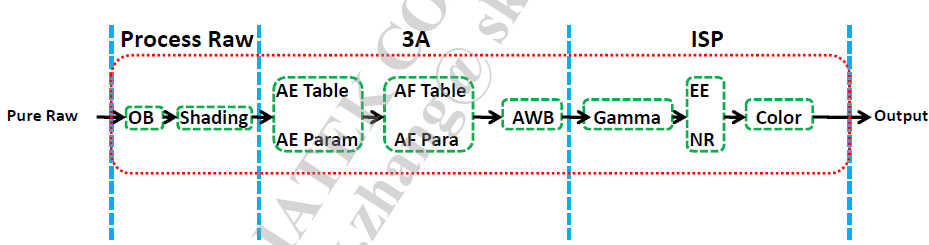 Process Raw
3A
ISP
Pure Raw
OB
Shading
AE Table
AE Param
AF Table
AF Para
AWB
Gamma
EE
NR
Color
Output